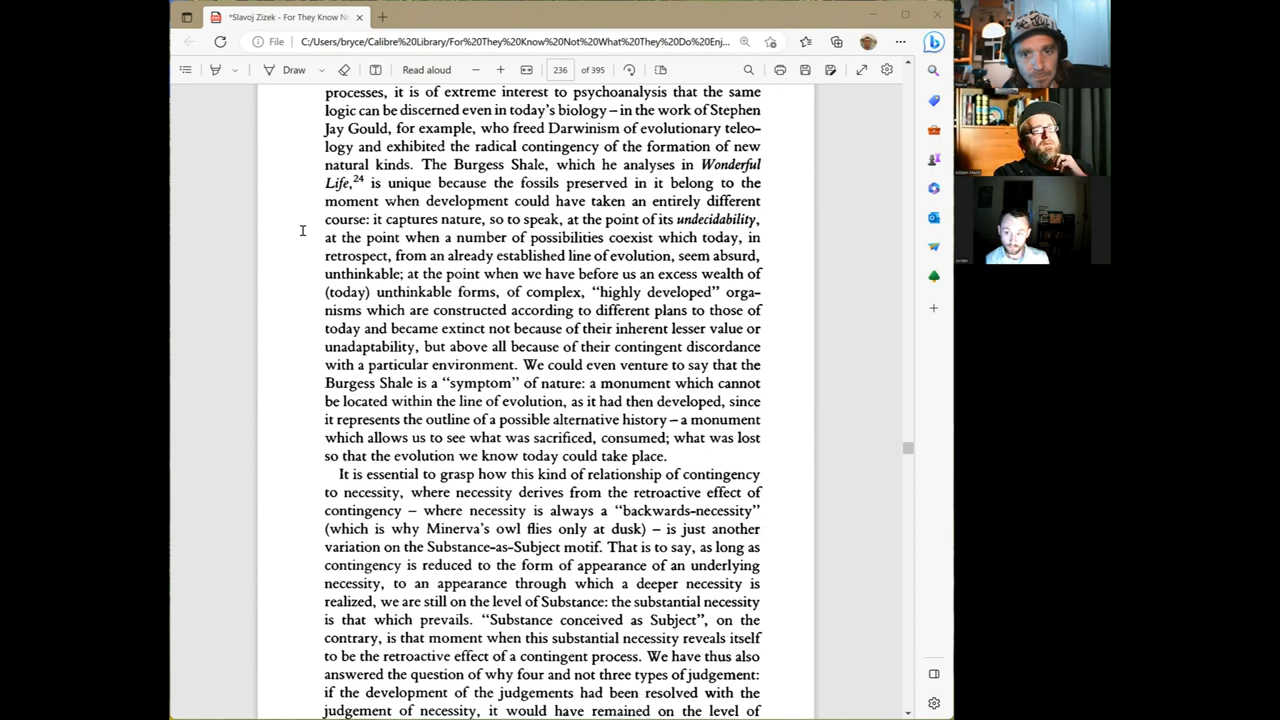 *Slavoj Zizek - For They Know No
File
C:/Users/bryce/Calibre%20Library/For%20They%20Know%20Not%20What%20They%20Do%20Enj...
Draw
Read aloud
236 of 395
processes, it is of extreme interest to psychoanalysis that the same
logic can be discerned even in today's biology – in the work of Stephen
Jay Gould, for example, who freed Darwinism of evolutionary teleo-
logy and exhibited the radical contingency of the formation of new
natural kinds. The Burgess Shale, which he analyses in Wonderful
Life,24 is unique because the fossils preserved in it belong to the
moment when development could have taken an entirely different
course: it captures nature, so to speak, at the point of its undecidability,
at the point when a number of possibilities coexist which today, in
retrospect, from an already established line of evolution, seem absurd,
unthinkable; at the point when we have before us an excess wealth of
(today) unthinkable forms, of complex, "highly developed" orga-
nisms which are constructed according to different plans to those of
today and became extinct not because of their inherent lesser value or
unadaptability, but above all because of their contingent discordance
with a particular environment. We could even venture to say that the
Burgess Shale is a "symptom" of nature: a monument which cannot
be located within the line of evolution, as it had then developed, since
it represents the outline of a possible alternative history – a monument
which allows us to see what was sacrificed, consumed; what was lost
so that the evolution we know today could take place.
It is essential to grasp how this kind of relationship of contingency
to necessity, where necessity derives from the retroactive effect of
contingency – where necessity is always a "backwards-necessity"
(which is why Minerva's owl flies only at dusk) – is just another
variation on the Substance-as-Subject motif. That is to say, as long as
contingency is reduced to the form of appearance of an underlying
necessity, to an appearance through which a deeper necessity is
realized, we are still on the level of Substance: the substantial necessity
is that which prevails. "Substance conceived as Subject", on the
contrary, is that moment when this substantial necessity reveals itself
to be the retroactive effect of a contingent process. We have thus also
answered the question of why four and not three types of judgement:
if the development of the judgements had been resolved with the
judgement of necessity, it would have remained on the level of
Jordan